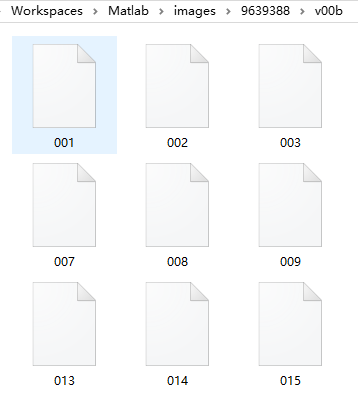 Workspaces > Matlab > images > 9639388 > v00b
001 002 003
007 008 009
013 014 015